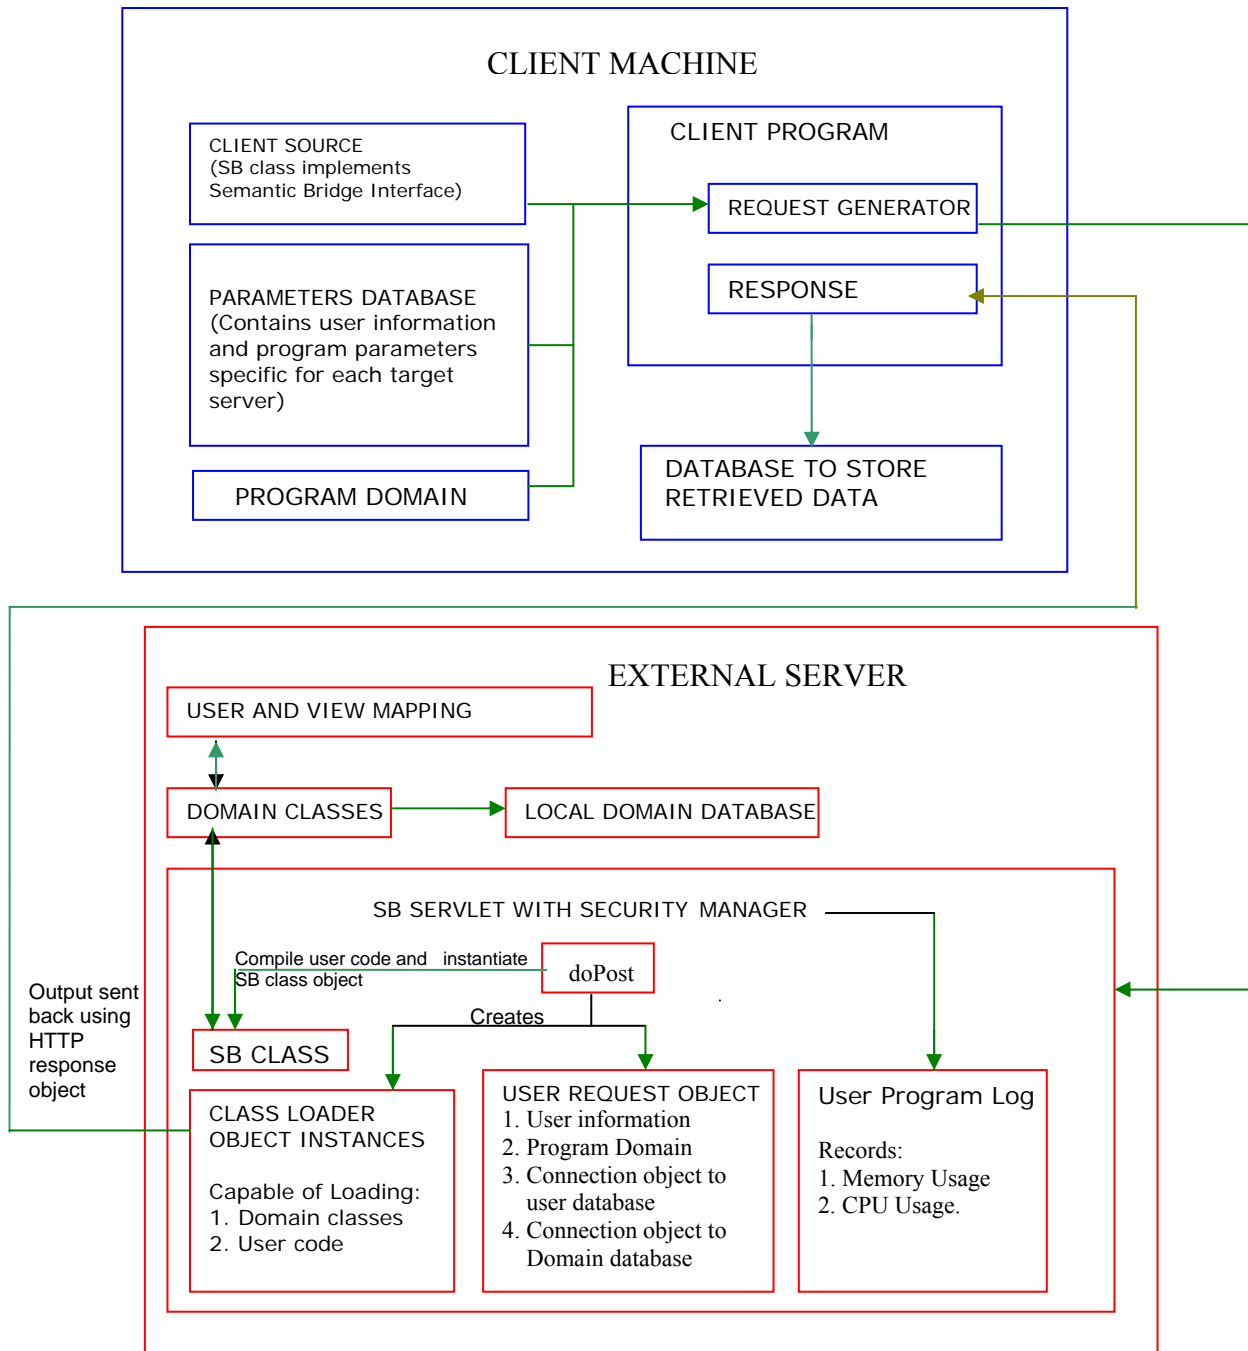 CLIENT MACHINE
CLIENT SOURCE
(SB class implements
Semantic Bridge Interface)
PARAMETERS DATABASE
(Contains user information
and program parameters
specific for each target
server)
PROGRAM DOMAIN
CLIENT PROGRAM
REQUEST GENERATOR
RESPONSE
DATABASE TO STORE
RETRIEVED DATA
EXTERNAL SERVER
USER AND VIEW MAPPING
DOMAIN CLASSES
LOCAL DOMAIN DATABASE
SB SERVLET WITH SECURITY MANAGER
Compile user code and instantiate
SB class object
doPost
Creates
SB CLASS
Output sent
back using
HTTP
response
object
CLASS LOADER
OBJECT INSTANCES
Capable of Loading:
1. Domain classes
2. User code
USER REQUEST OBJECT
1. User information
2. Program Domain
3. Connection object to
user database
4. Connection object to
Domain database
User Program Log
Records:
1. Memory Usage
2. CPU Usage.